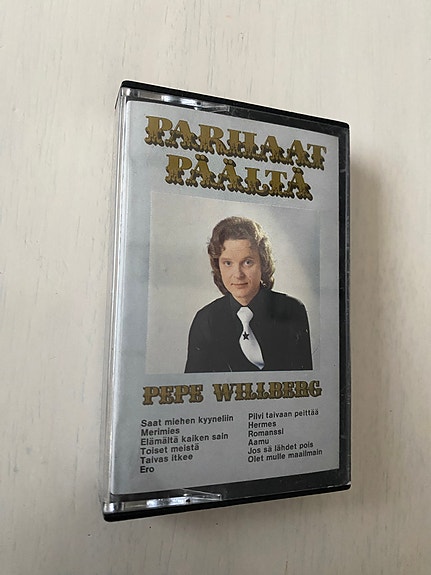 PARHAAT
PÄÄLTÄ
PEPE WILLBERG
Saat miehen kyyneliin
Merimies
Elämältä kaiken sain
Toiset meistä
Taivas itkee
Ero
Pilvi taivaan peittää
Hermes
Romanssi
Aamu
Jos sä lähdet pois
Olet mulle maailmain